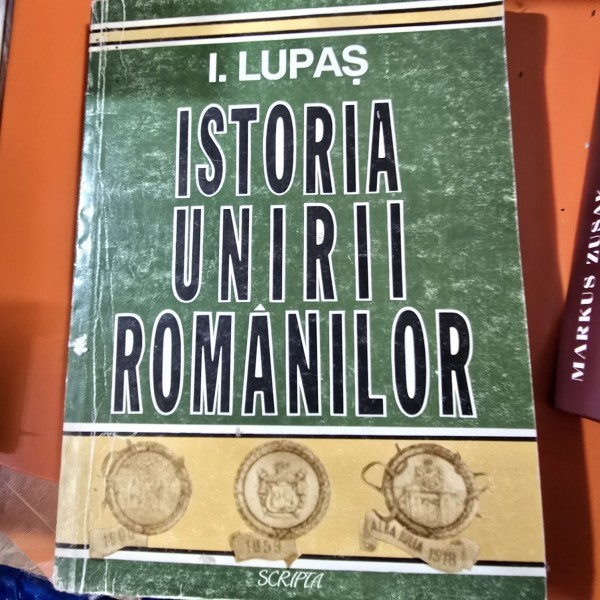 I. LUPAȘ
ISTORIA
UNIRII
ROMÂNILOR
1600
1859
ALBA IULIA 1918
SCRIPTA
MARKUS ZUSAK